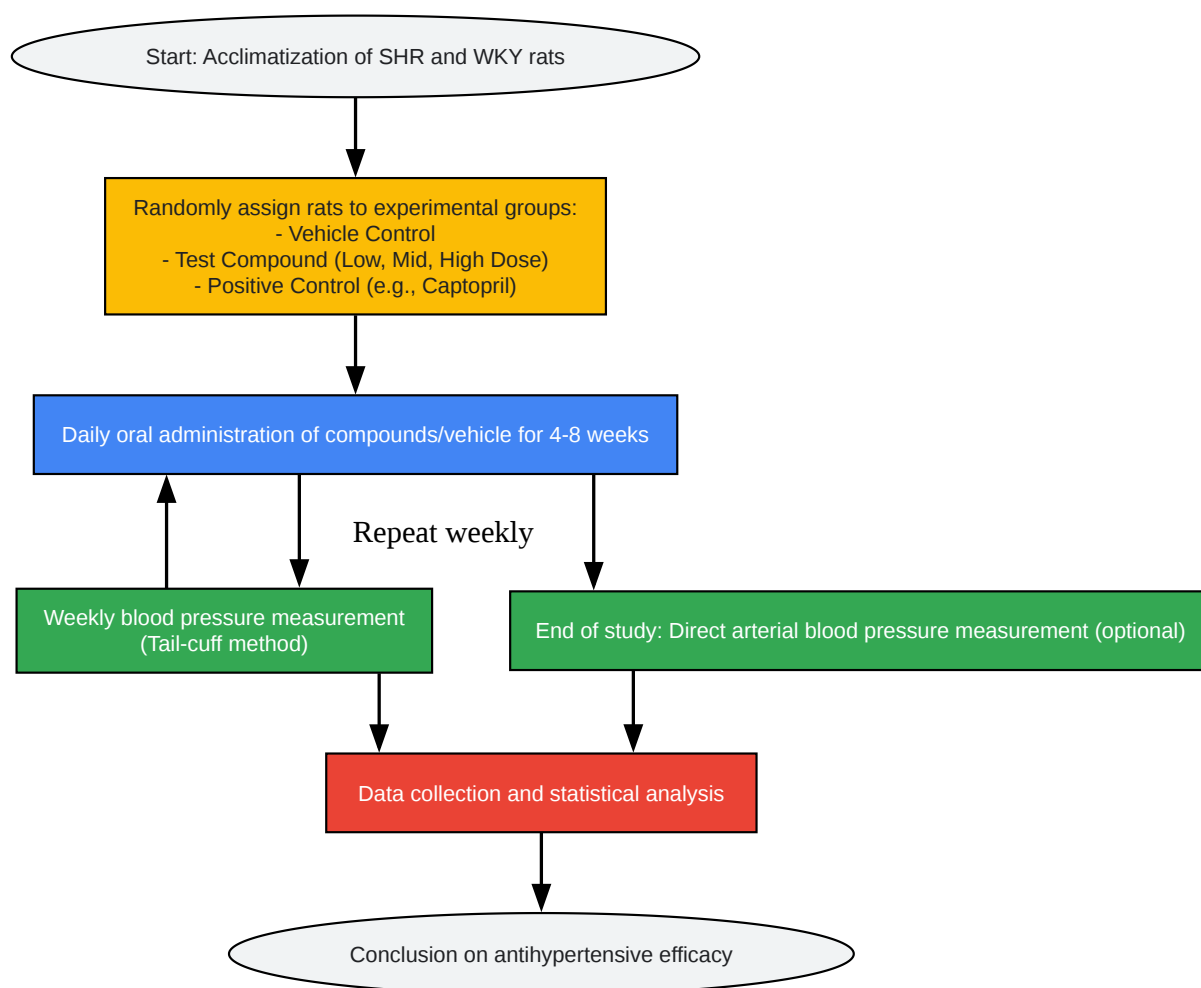 Start: Acclimatization of SHR and WKY rats
Randomly assign rats to experimental groups:
- Vehicle Control
- Test Compound (Low, Mid, High Dose)
- Positive Control (e.g., Captopril)
Daily oral administration of compounds/vehicle for 4-8 weeks
Repeat weekly
Weekly blood pressure measurement
(Tail-cuff method)
End of study: Direct arterial blood pressure measurement (optional)
Data collection and statistical analysis
Conclusion on antihypertensive efficacy